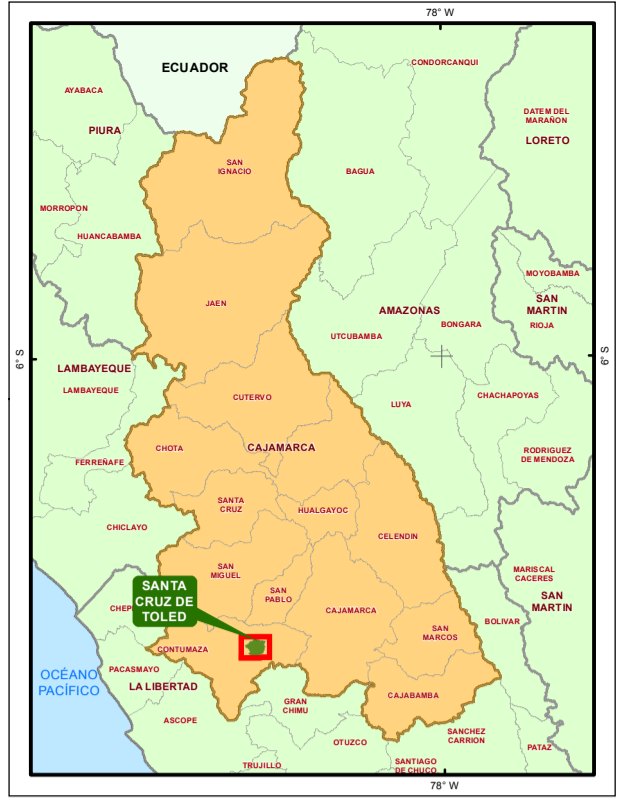 78° W
ECUADOR
CONDORCANQUI
AYABACA
DATEM DEL
MARAÑON
PIURA
LORETO
SAN
IGNACIO
BAGUA
MORROPON
HUANCABAMBA
MOYOBAMBA
JAEN
SAN
MARTIN
AMAZONAS
BONGARA
RIOJA
UTCUBAMBA
6° S
6° S
LAMBAYEQUE
LAMBAYEQUE
CUTERVO
CHACHAPOYAS
LUYA
CHOTA
CAJAMARCA
RODRIGUEZ
DE MENDOZA
FERREÑAFE
SANTA
CRUZ
HUALGAYOC
CHICLAYO
CELENDIN
SAN
MIGUEL
MARISCAL
CACERES
SANTA
CRUZ DE
TOLED
SAN
PABLO
SAN
MARTIN
CHEP
CAJAMARCA
BOLIVAR
SAN
MARCOS
CONTUMAZA
PACASMAYO
OCÉANO
PACÍFICO
LA LIBERTAD
CAJABAMBA
GRAN
CHIMU
ASCOPE
SANCHEZ
CARRION
OTUZCO
PATAZ
TRUJILLO
SANTIAGO
DE CHUCO
78° W